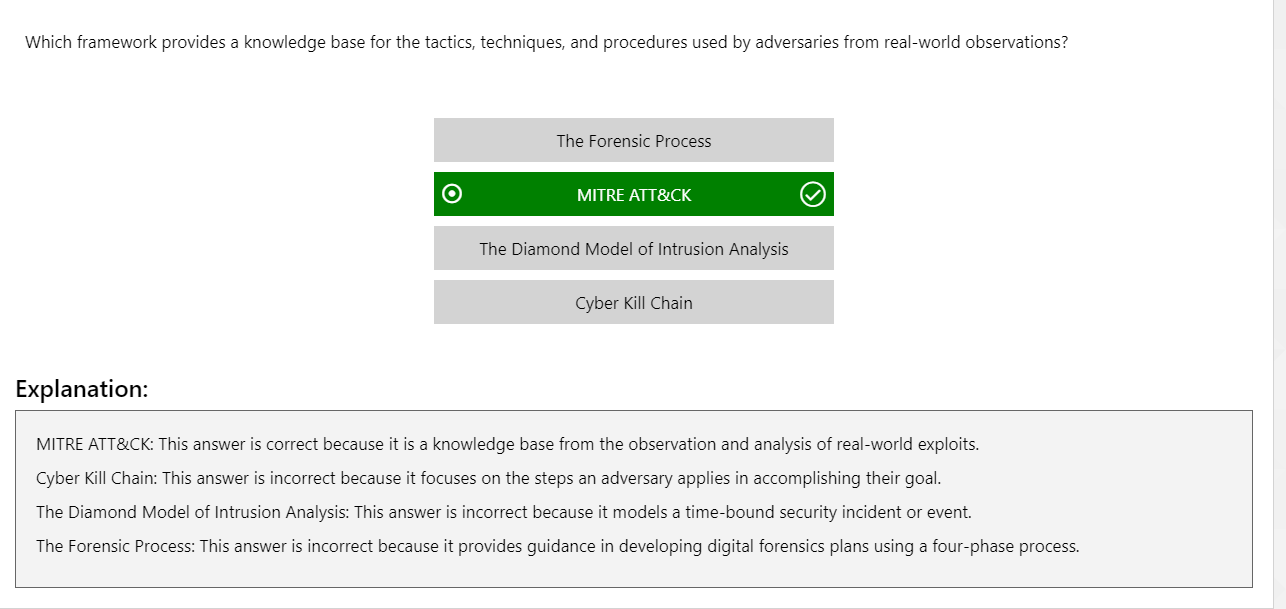 Which framework provides a knowledge base for the tactics, techniques, and procedures used by adversaries from real-world observations?
The Forensic Process
MITRE ATT&CK
The Diamond Model of Intrusion Analysis
Cyber Kill Chain
Explanation:
MITRE ATT&CK: This answer is correct because it is a knowledge base from the observation and analysis of real-world exploits.
Cyber Kill Chain: This answer is incorrect because it focuses on the steps an adversary applies in accomplishing their goal.
The Diamond Model of Intrusion Analysis: This answer is incorrect because it models a time-bound security incident or event.
The Forensic Process: This answer is incorrect because it provides guidance in developing digital forensics plans using a four-phase process.